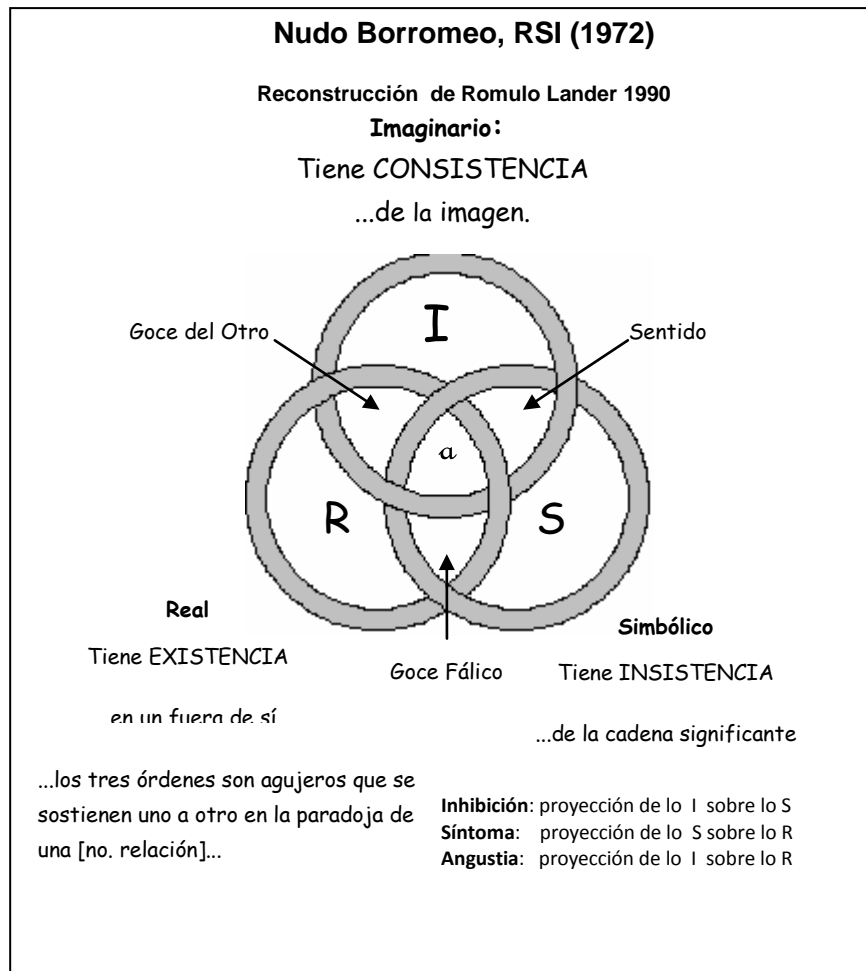 Nudo Borromeo, RSI (1972)
Reconstrucción de Romulo Lander 1990
Imaginario:
Tiene CONSISTENCIA
...de la imagen.
I
Goce del Otro
Sentido
a
R
S
Real
Simbólico
Tiene EXISTENCIA
Goce Fálico
Tiene INSISTENCIA
en un fuera de sí
...de la cadena significante
...los tres órdenes son agujeros que se
sostienen uno a otro en la paradoja de
una [no. relación]...
Inhibición: proyección de lo I sobre lo S
Síntoma: proyección de lo S sobre lo R
Angustia: proyección de lo I sobre lo R